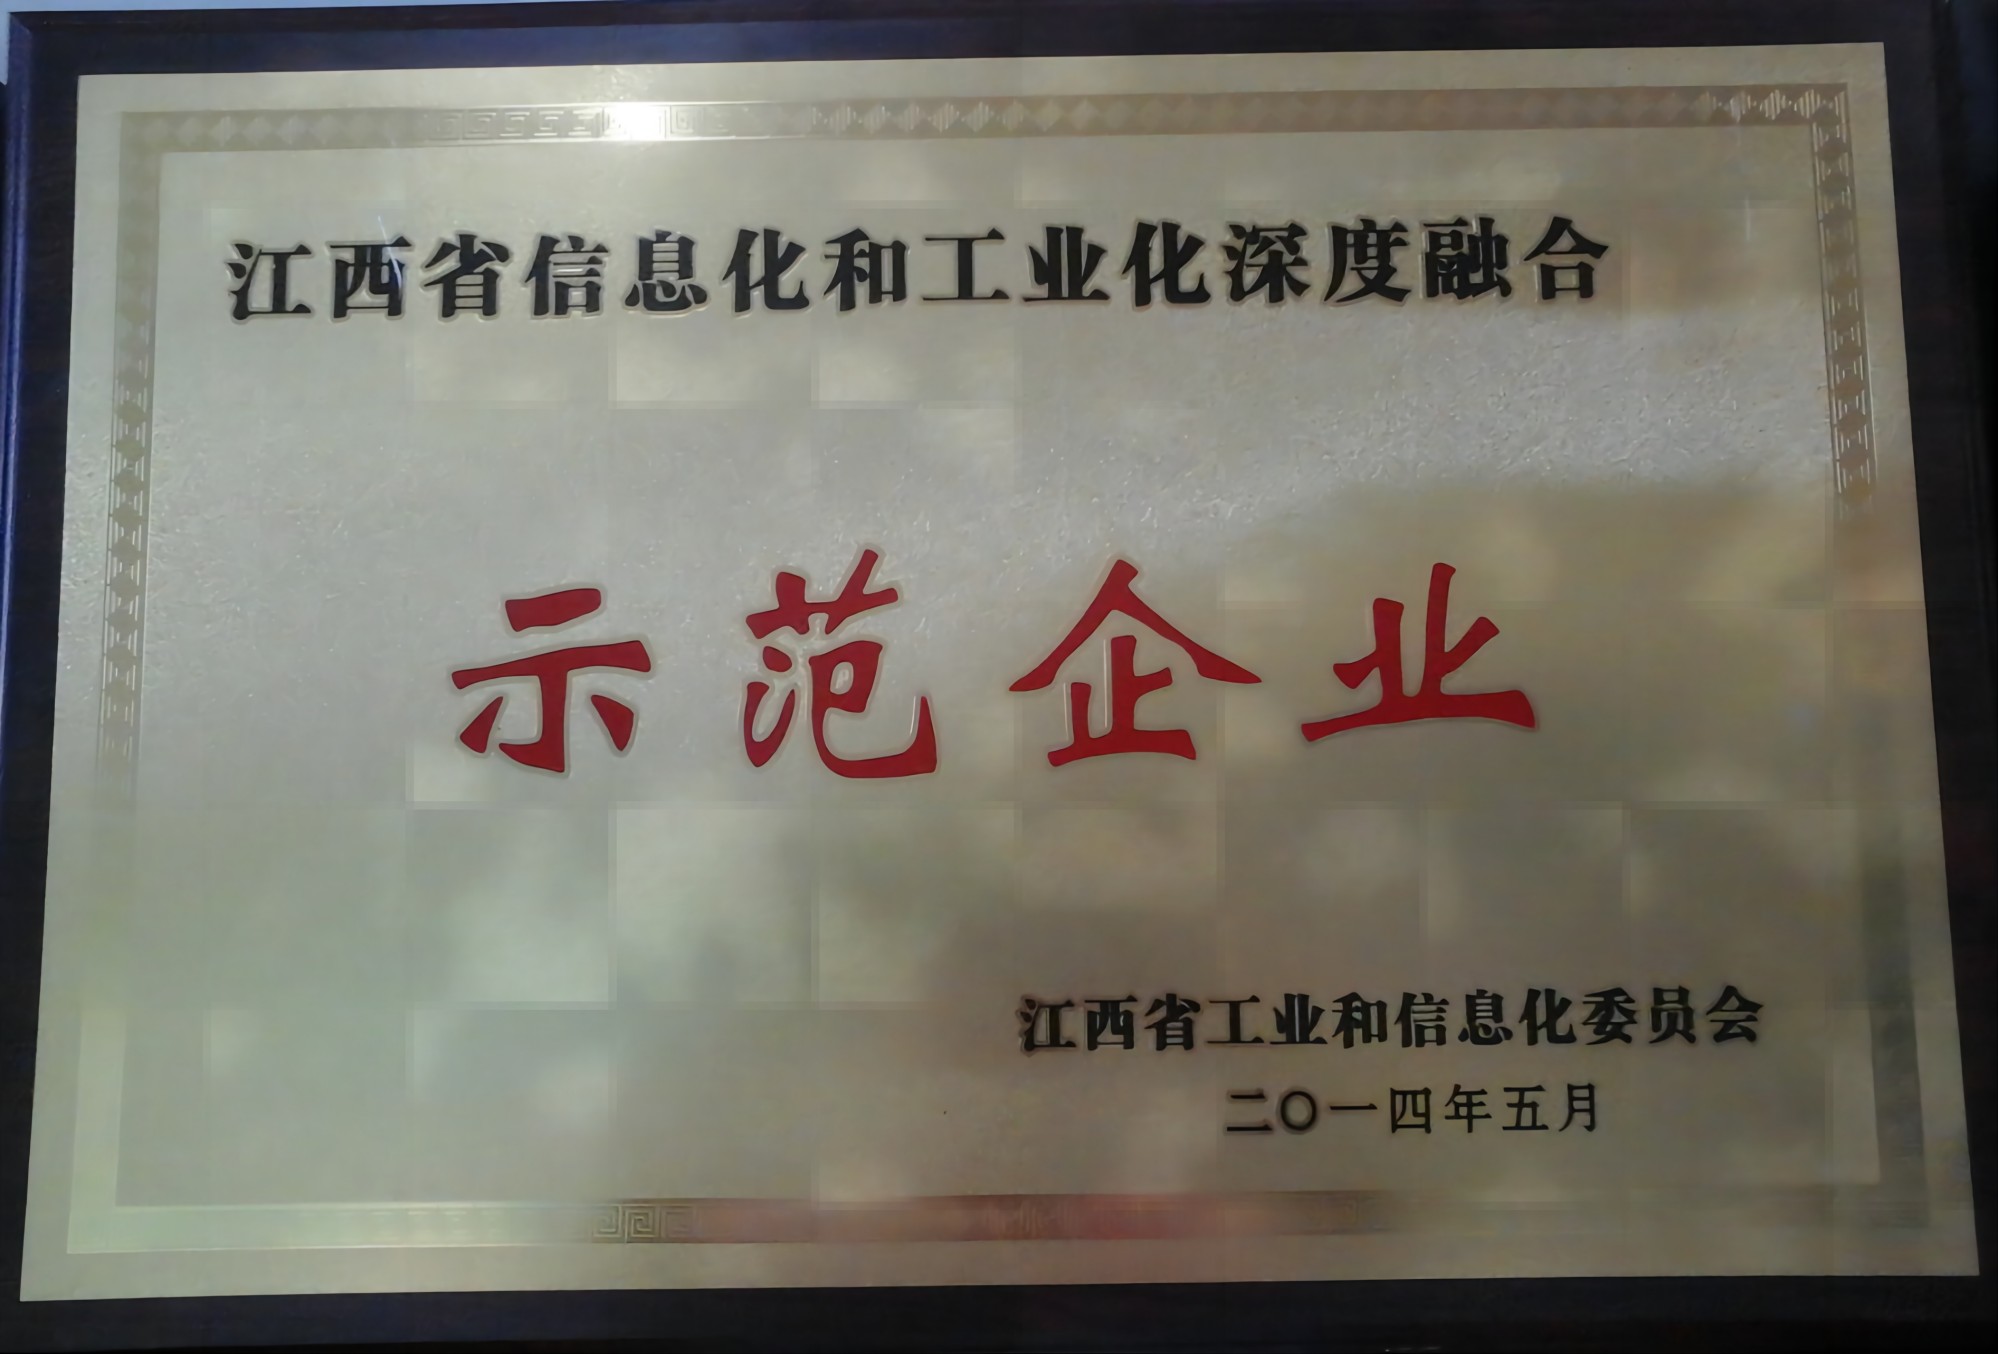 江西省信息化和工业化深度融合
示范企业
江西省工业和信息化委员会
二〇一四年五月